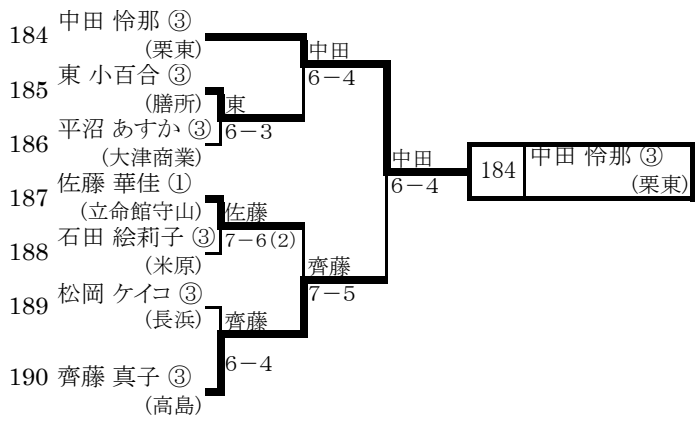 184 中田 怜那 ③
(栗東)
中田
6－4
185 東 小百合 ③
(膳所)
東
6－3
186 平沼 あすか ③
(大津商業)
中田
6－4
184 中田 怜那 ③
(栗東)
187 佐藤 華佳 ①
(立命館守山)
佐藤
7－6(2)
188 石田 絵莉子 ③
(米原)
齊藤
7－5
189 松岡 ケイコ ③
(長浜)
齊藤
6－4
190 齊藤 真子 ③
(高島)